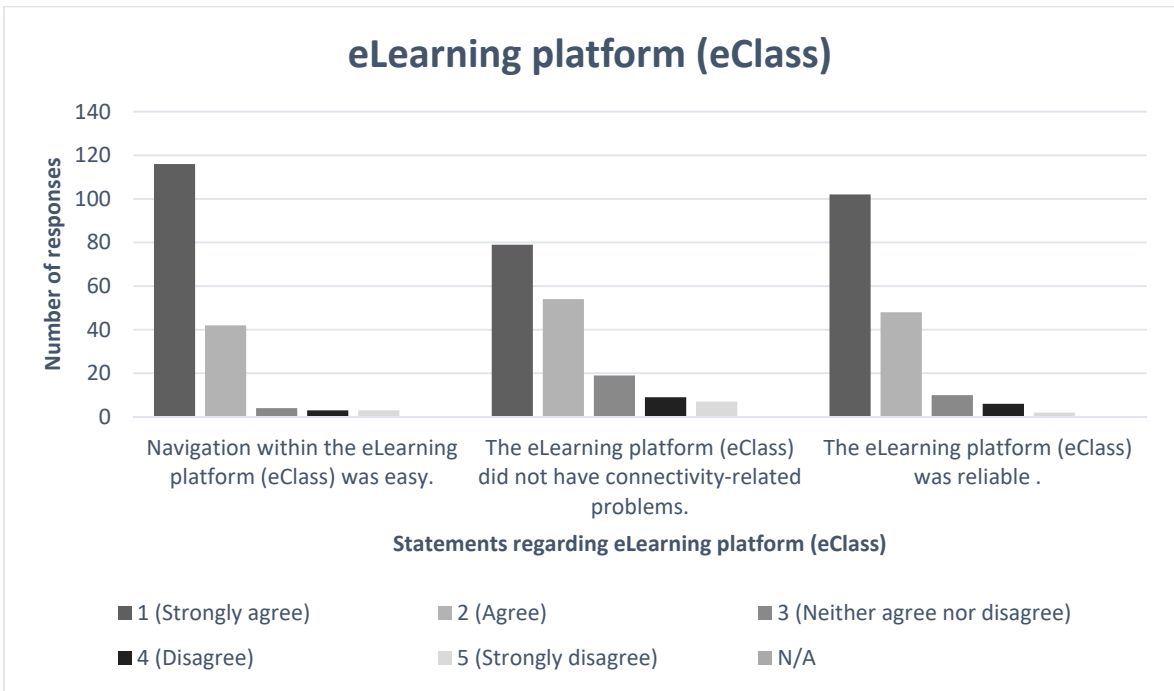 eLearning platform (eClass)
140
120
100
80
60
40
20
0
Number of responses
Navigation within the eLearning
platform (eClass) was easy.
The eLearning platform (eClass)
did not have connectivity-related
problems.
The eLearning platform (eClass)
was reliable .
Statements regarding eLearning platform (eClass)
1 (Strongly agree)
2 (Agree)
3 (Neither agree nor disagree)
4 (Disagree)
5 (Strongly disagree)
N/A